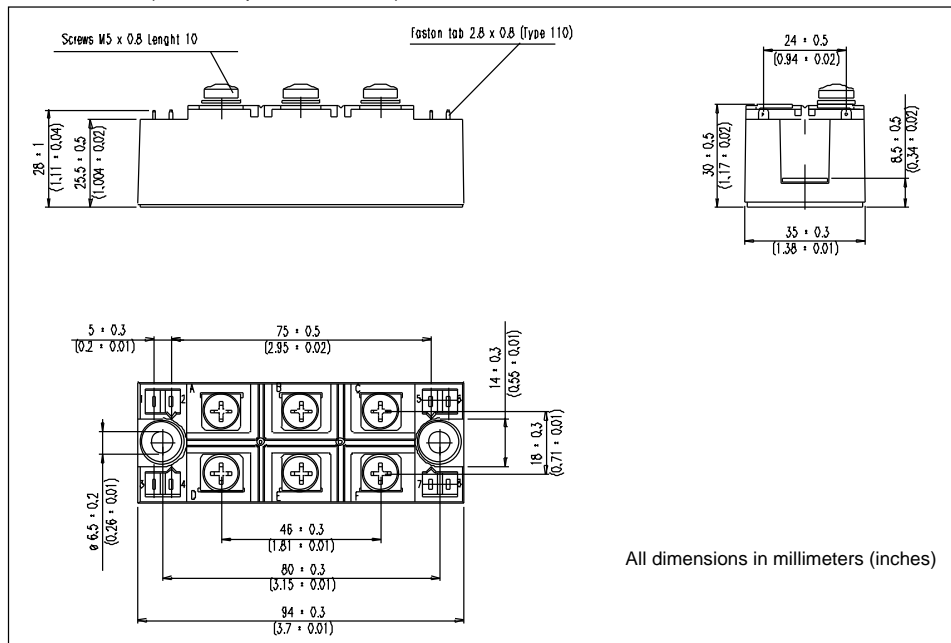 Screws M5 x 0.8 Lenght 10
Faston tab 2.8 x 0.8 (Type 110)
24 ± 0.5
(0.94 ± 0.02)
28 ± 1
(1.11 ± 0.04)
25.5 ± 0.5
(1.004 ± 0.02)
30 ± 0.5
(1.17 ± 0.02)
8.5 ± 0.5
(0.34 ± 0.02)
35 ± 0.3
(1.38 ± 0.01)
5 ± 0.3
(0.2 ± 0.01)
75 ± 0.5
(2.95 ± 0.02)
14 ± 0.3
(0.55 ± 0.01)
18 ± 0.3
(0.71 ± 0.01)
1 2 A B C 5 6
3 4 D E F 7 8
ø 6.5 ± 0.2
(0.26 ± 0.01)
46 ± 0.3
(1.81 ± 0.01)
80 ± 0.3
(3.15 ± 0.01)
94 ± 0.3
(3.7 ± 0.01)
All dimensions in millimeters (inches)